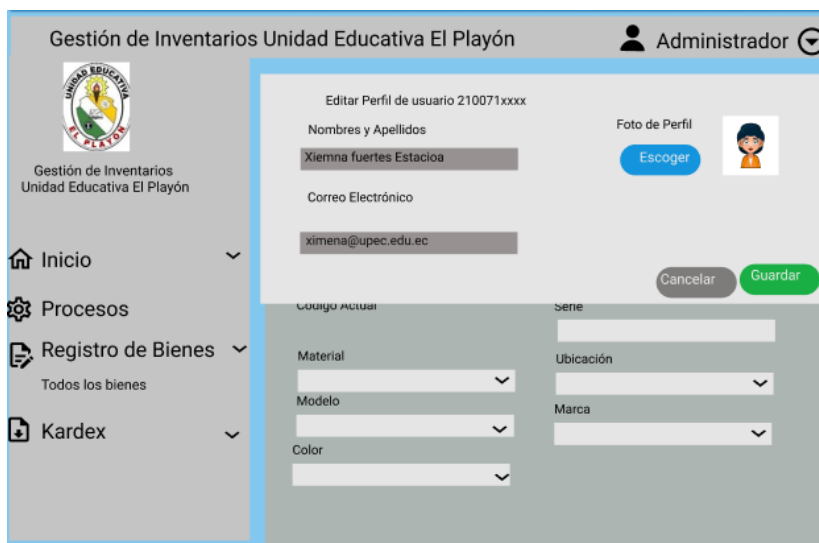 Gestión de Inventarios Unidad Educativa El Playón
Administrador
UNIDAD EDUCATIVA
EL PLAYON
Gestión de Inventarios
Unidad Educativa El Playón
Inicio
Procesos
Registro de Bienes
Todos los bienes
Kardex
Editar Perfil de usuario 210071xxxx
Nombres y Apellidos
Xiemna fuertes Estacioa
Correo Electrónico
ximena@upec.edu.ec
Foto de Perfil
Escoger
Cancelar
Guardar
Código Actual
Serie
Material
Ubicación
Modelo
Marca
Color